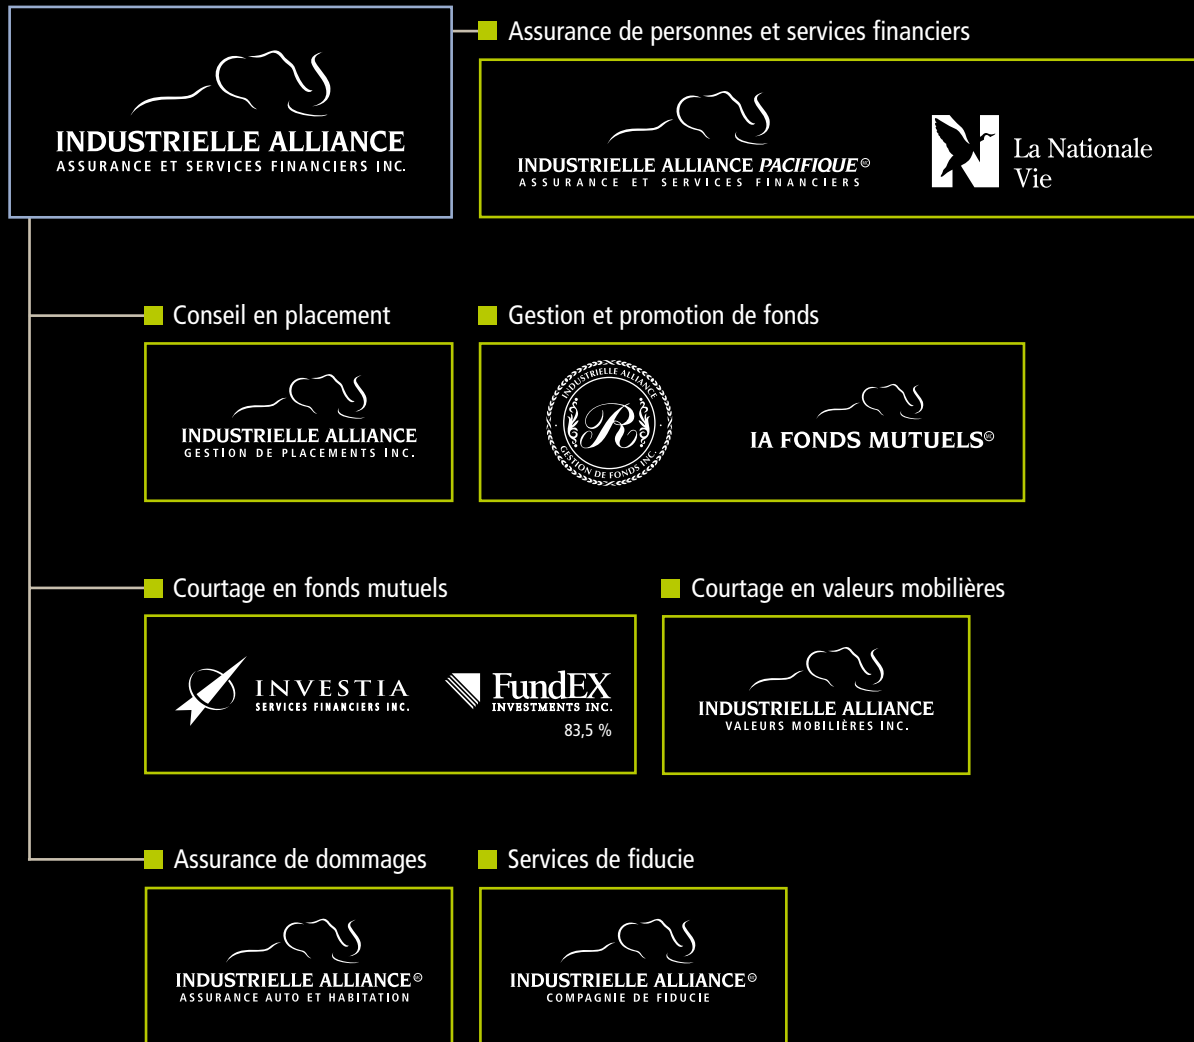 INDUSTRIELLE ALLIANCE
ASSURANCE ET SERVICES FINANCIERS INC.
Assurance de personnes et services financiers
INDUSTRIELLE ALLIANCE PACIFIQUE
ASSURANCE ET SERVICES FINANCIERS
La Nationale
Vie
Conseil en placement
INDUSTRIELLE ALLIANCE
GESTION DE PLACEMENTS INC.
Gestion et promotion de fonds
INDUSTRIELLE ALLIANCE
R
GESTION DE FONDS INC.
IA FONDS MUTUELS
Courtage en fonds mutuels
INVESTIA
SERVICES FINANCIERS INC.
FundEX
INVESTMENTS INC.
83,5 %
Courtage en valeurs mobilières
INDUSTRIELLE ALLIANCE
VALEURS MOBILIÈRES INC.
Assurance de dommages
INDUSTRIELLE ALLIANCE
ASSURANCE AUTO ET HABITATION
Services de fiducie
INDUSTRIELLE ALLIANCE
COMPAGNIE DE FIDUCIE